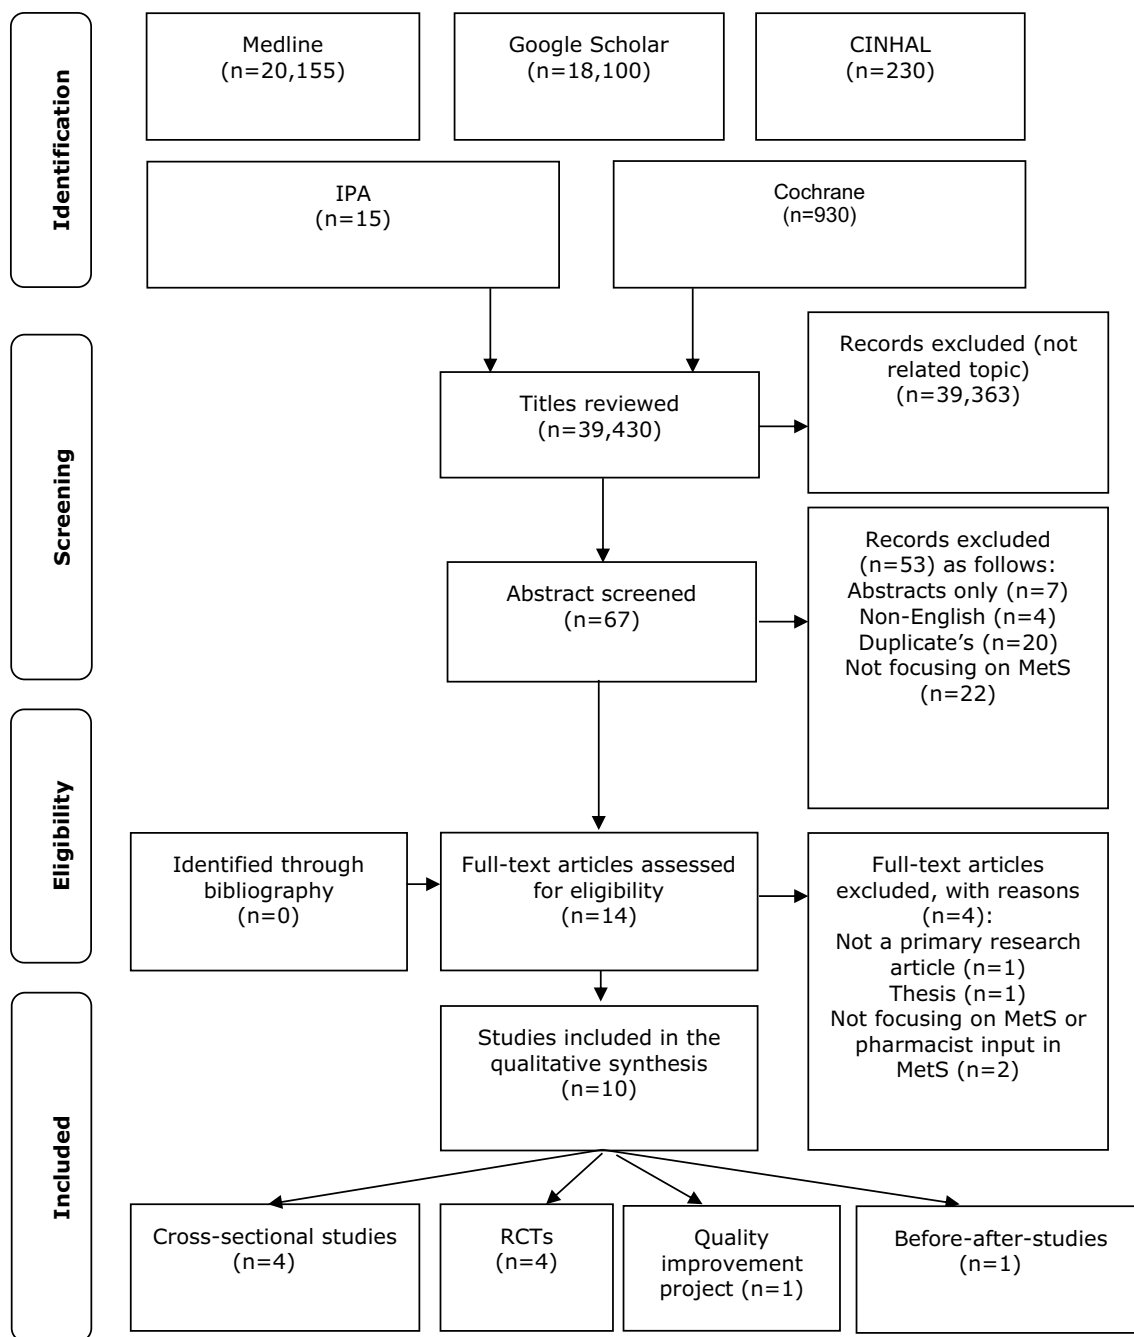 Identification
Medline
(n=20,155)
Google Scholar
(n=18,100)
CINHAL
(n=230)
IPA
(n=15)
Cochrane
(n=930)
Screening
Titles reviewed
(n=39,430)
Records excluded (not
related topic)
(n=39,363)
Abstract screened
(n=67)
Records excluded
(n=53) as follows:
Abstracts only (n=7)
Non-English (n=4)
Duplicate's (n=20)
Not focusing on MetS
(n=22)
Eligibility
Identified through
bibliography
(n=0)
Full-text articles assessed
for eligibility
(n=14)
Full-text articles
excluded, with reasons
(n=4):
Not a primary research
article (n=1)
Thesis (n=1)
Not focusing on MetS or
pharmacist input in
MetS (n=2)
Included
Studies included in the
qualitative synthesis
(n=10)
Cross-sectional studies
(n=4)
RCTs
(n=4)
Quality
improvement
project (n=1)
Before-after-studies
(n=1)